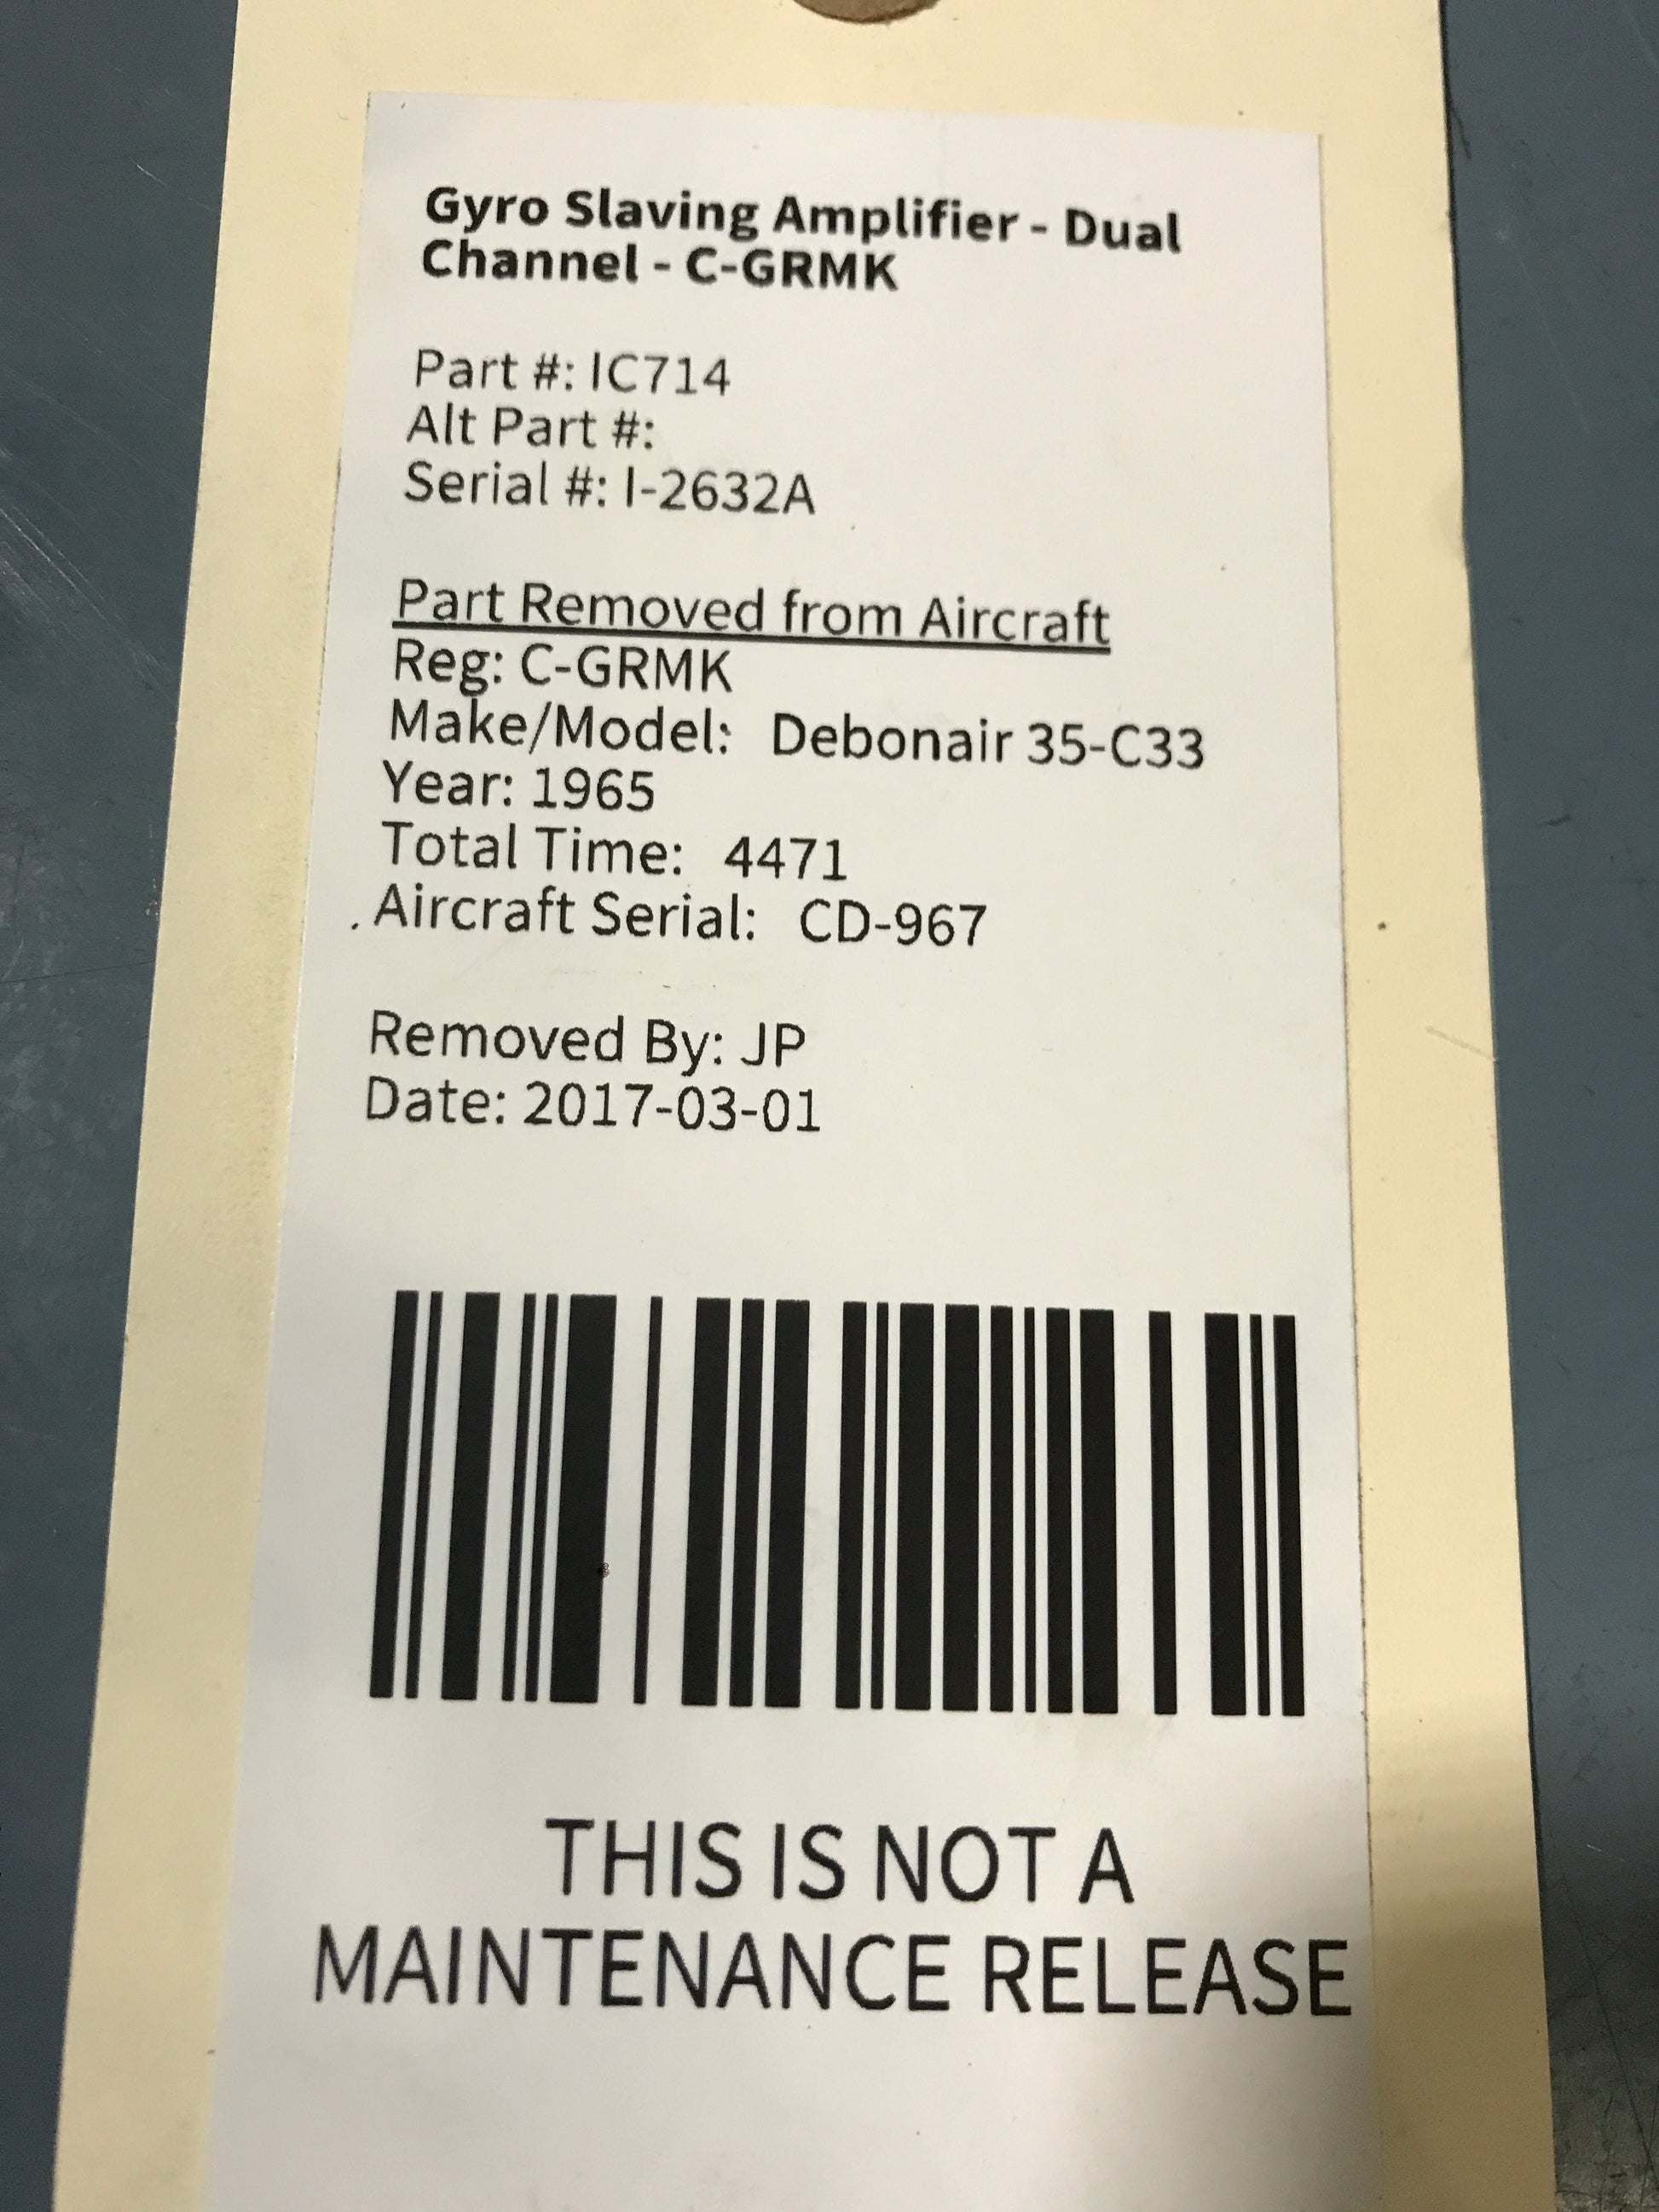 Gyro Slaving Amplifier - Dual
Channel - C-GRMK
Part #: IC714
Alt Part #:
Serial #: I-2632A
Part Removed from Aircraft
Reg: C-GRMK
Make/Model: Debonair 35-C33
Year: 1965
Total Time: 4471
Aircraft Serial: CD-967
Removed By: JP
Date: 2017-03-01
THIS IS NOT A
MAINTENANCE RELEASE